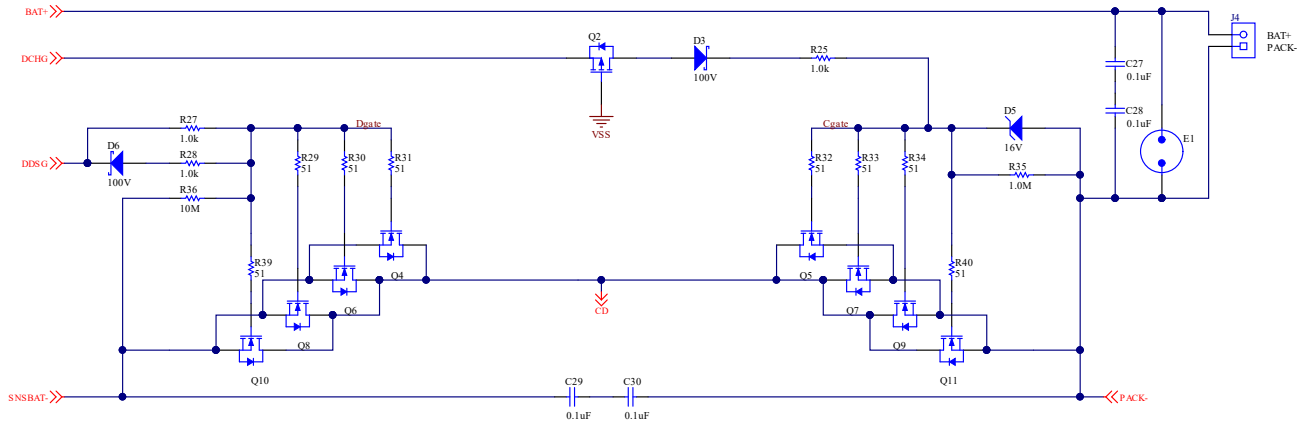 BAT+
J4
BAT+
PACK-
Q2
D3
100V
R25
1.0k
DCHG
VSS
C27
0.1uF
C28
0.1uF
E1
D5
16V
R35
1.0M
R27
1.0k
Dgate
Cgate
DDSG
D6
100V
R28
1.0k
R36
10M
R29
51
R30
51
R31
51
R32
51
R33
51
R34
51
R39
51
R40
51
Q4
Q5
Q6
Q7
Q8
Q9
Q10
Q11
CD
SNSBAT-
C29
0.1uF
C30
0.1uF
PACK-